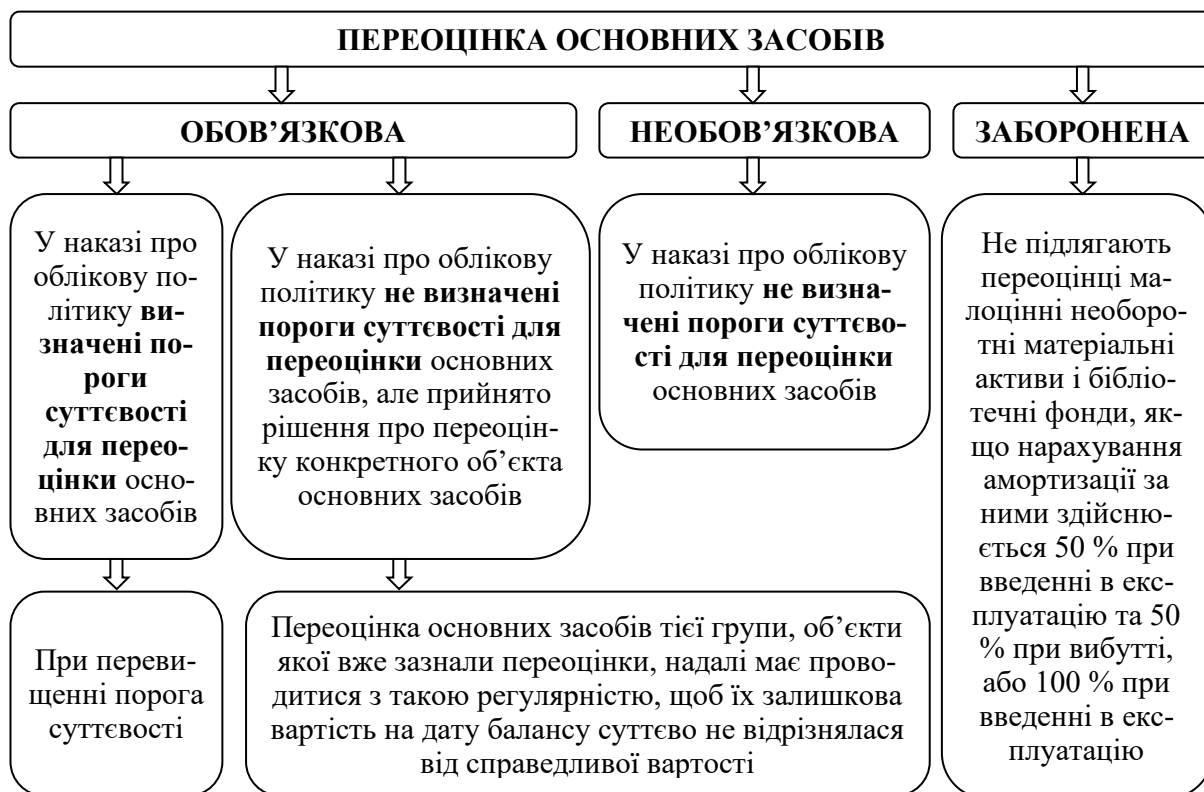 ПЕРЕОЦІНКА ОСНОВНИХ ЗАСОБІВ
ОБОВ’ЯЗКОВА
НЕОБОВ’ЯЗКОВА
ЗАБОРОНЕНА
У наказі про
облікову по-
літику ви-
значені по-
роги
суттєвості
для перео-
цінки осно-
вних засобів
У наказі про облікову
політику не визначені
пороги суттєвості для
переоцінки основних
засобів, але прийнято
рішення про переоцін-
ку конкретного об’єкта
основних засобів
У наказі про облікову
політику не визна-
чені пороги суттєво-
сті для переоцінки
основних засобів
Не підлягають
переоцінці ма-
лоцінні необоро-
тні матеріальні
активи і бібліо-
течні фонди, як-
що нарахування
амортизації за
ними здійсню-
ється 50 % при
введенні в екс-
плуатацію та 50
% при вибутті,
або 100 % при
введенні в екс-
плуатацію
При переви-
щенні порога
суттєвості
Переоцінка основних засобів тієї групи, об’єкти
якої вже зазнали переоцінки, надалі має прово-
дитися з такою регулярністю, щоб їх залишкова
вартість на дату балансу суттєво не відрізнялася
від справедливої вартості